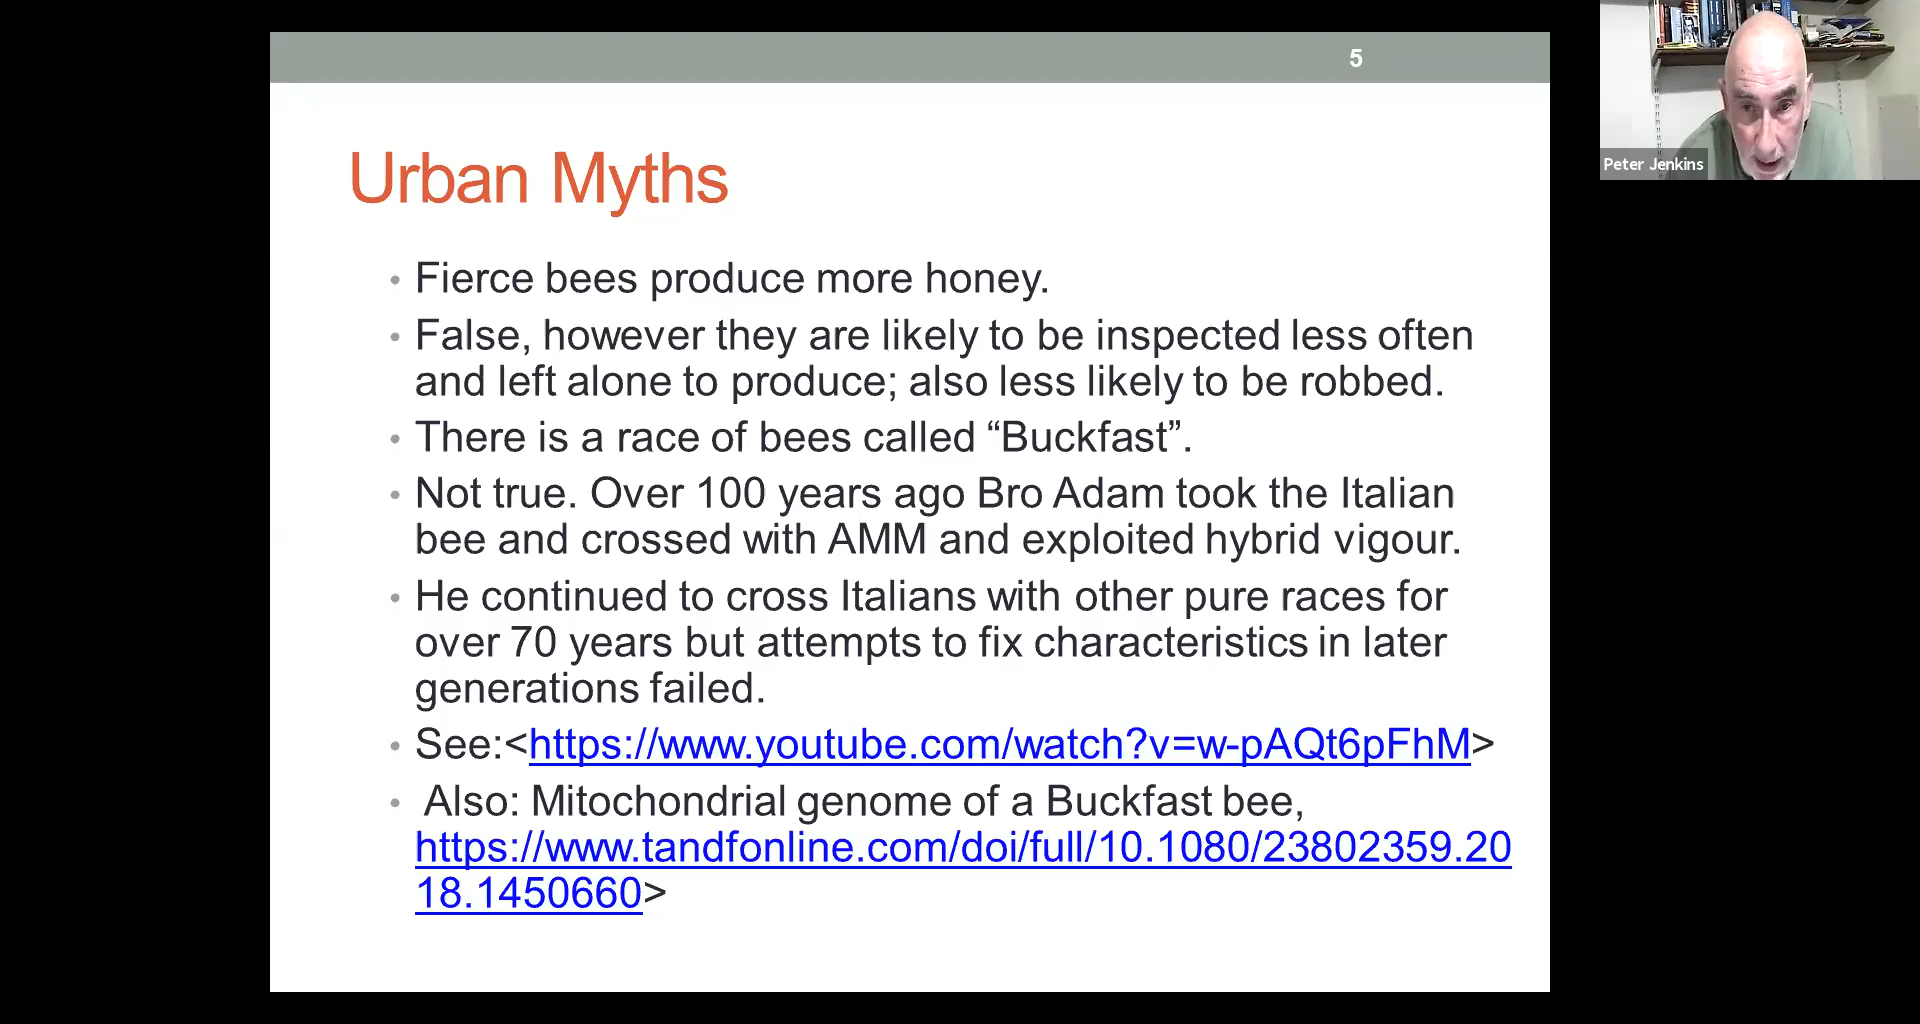 5
Urban Myths
• Fierce bees produce more honey.
• False, however they are likely to be inspected less often
and left alone to produce; also less likely to be robbed.
• There is a race of bees called “Buckfast”.
• Not true. Over 100 years ago Bro Adam took the Italian
bee and crossed with AMM and exploited hybrid vigour.
• He continued to cross Italians with other pure races for
over 70 years but attempts to fix characteristics in later
generations failed.
• See:<https://www.youtube.com/watch?v=w-pAQt6pFhM>
• Also: Mitochondrial genome of a Buckfast bee,
https://www.tandfonline.com/doi/full/10.1080/23802359.20
18.1450660>
Peter Jenkins